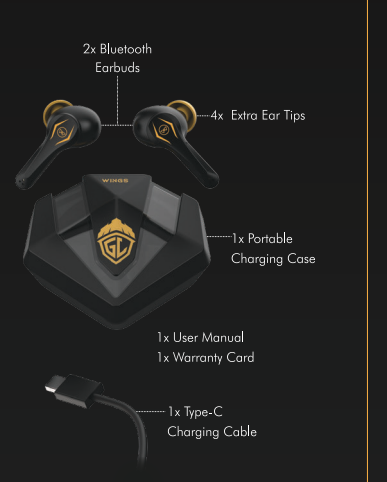 2x Bluetooth
Earbuds
4x Extra Ear Tips
WINGS
GC
1x Portable
Charging Case
1x User Manual
1x Warranty Card
1x Type-C
Charging Cable